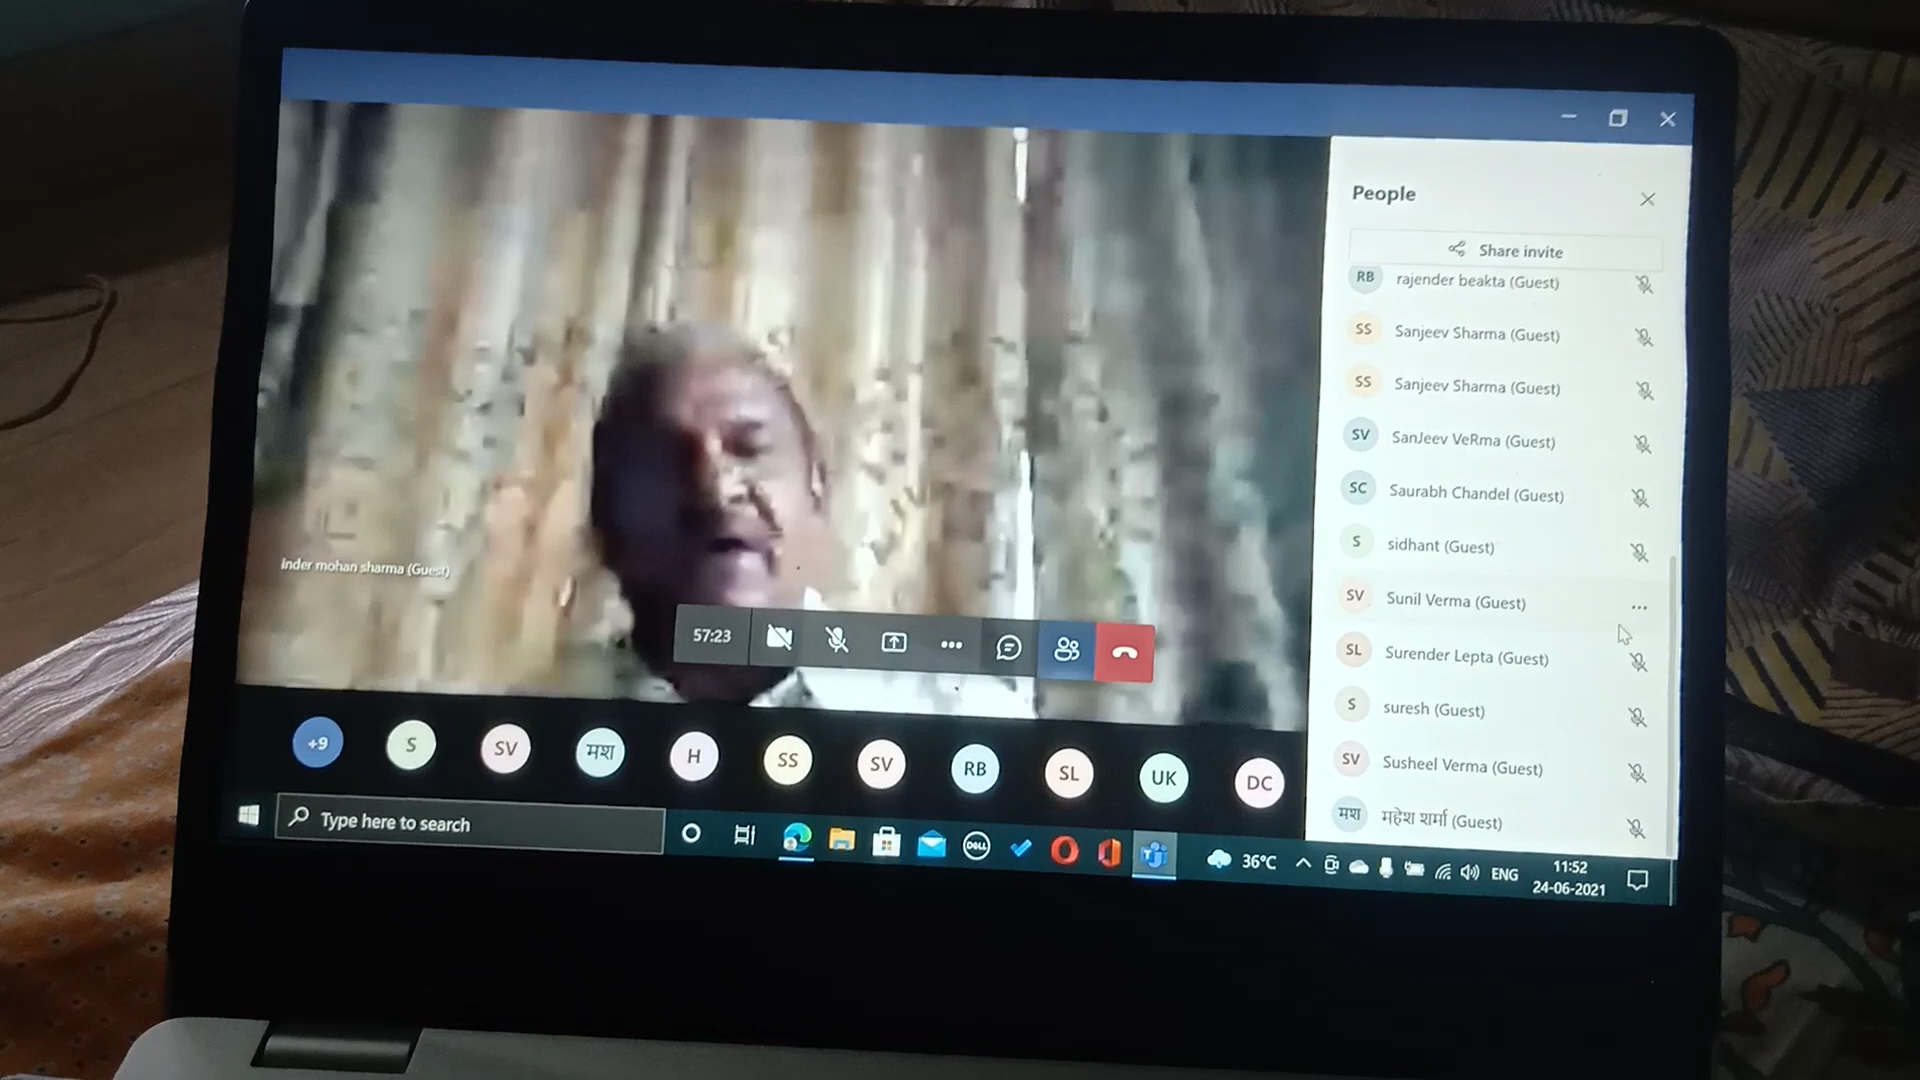 People
Share invite
RB rajender beakta (Guest)
SS Sanjeev Sharma (Guest)
SS Sanjeev Sharma (Guest)
SV SanJeev VeRma (Guest)
SC Saurabh Chandel (Guest)
S sidhant (Guest)
SV Sunil Verma (Guest)
SL Surender Lepta (Guest)
S suresh (Guest)
SV Susheel Verma (Guest)
मश महेश शर्मा (Guest)
inder mohan sharma (Guest)
57:23
+9 S SV मश H SS SV RB SL UK DC
Type here to search
DELL
36°C
ENG
11:52
24-06-2021